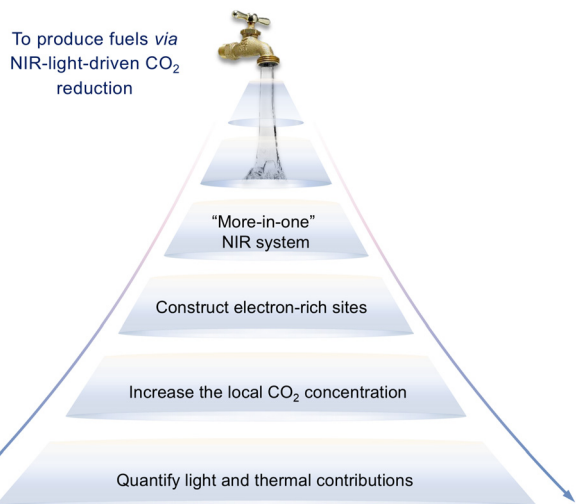 To produce fuels via
NIR-light-driven CO₂
reduction
“More-in-one”
NIR system
Construct electron-rich sites
Increase the local CO₂ concentration
Quantify light and thermal contributions